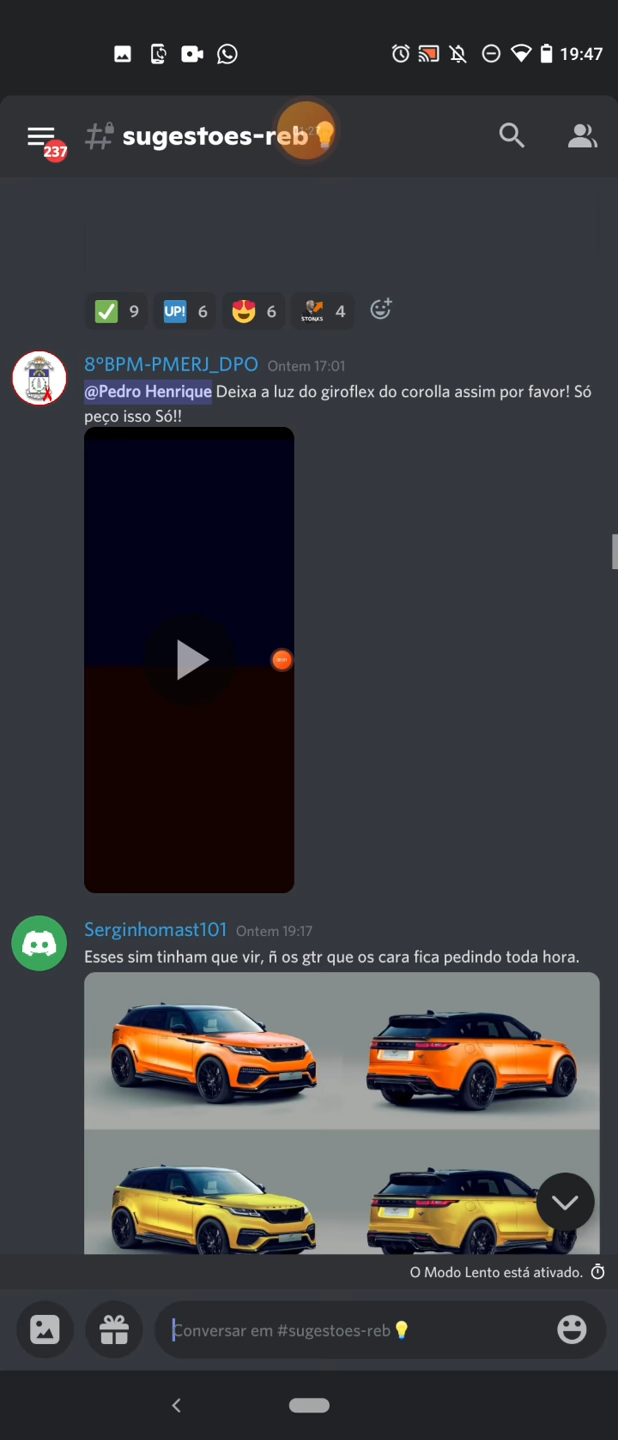 19:47
237
sugestoes-reb
9
UP! 6
6
STONKS 4
8ºBPM-PMERJ_DPO Ontem 17:01
@Pedro Henrique Deixa a luz do giroflex do corolla assim por favor! Só
peço isso Só!!
Serginhomast101 Ontem 19:17
Esses sim tinham que vir, ñ os gtr que os cara fica pedindo toda hora.
O Modo Lento está ativado.
Conversar em #sugestoes-reb